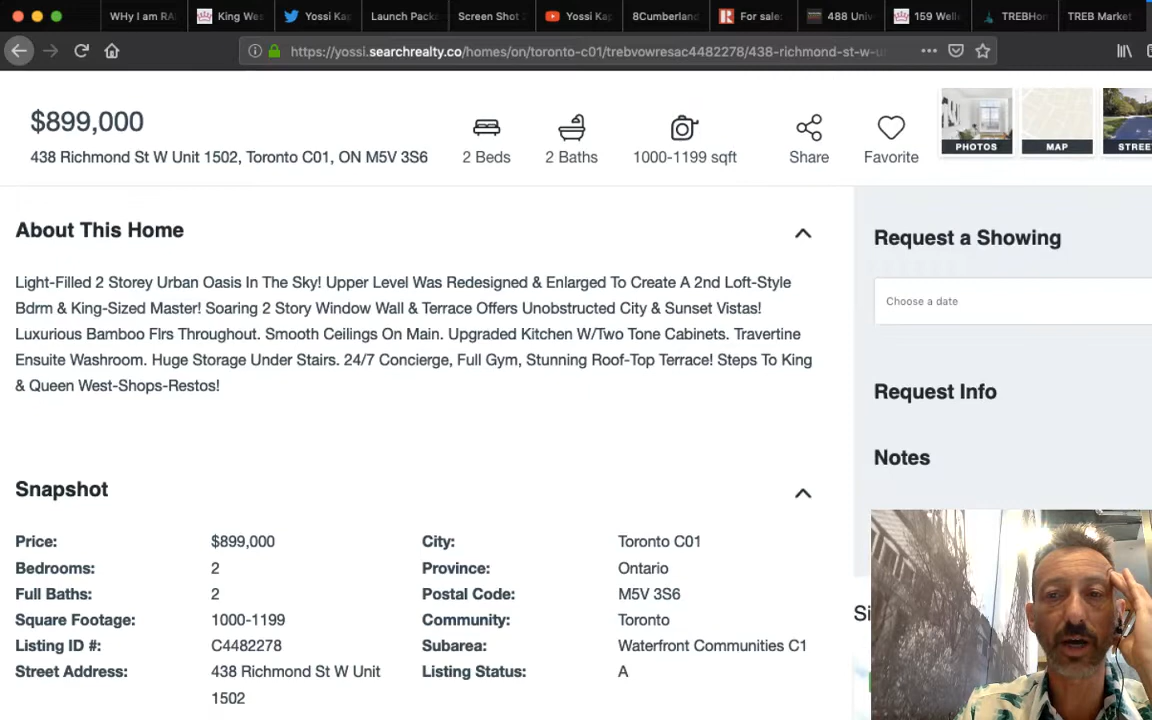 WHy I am RA
King Wes
Yossi Ka
Launch Pack
Screen Shot 2
Yossi Ka
8Cumberland
For sale:
488 Univ
159 Welle
TREBHom
TREB Market
https://yossi.searchrealty.co/homes/on/toronto-c01/trebvowresac4482278/438-richmond-st-w-u
$899,000
438 Richmond St W Unit 1502, Toronto C01, ON M5V 3S6
2 Beds
2 Baths
1000-1199 sqft
Share
Favorite
PHOTOS
MAP
STREE
About This Home
Light-Filled 2 Storey Urban Oasis In The Sky! Upper Level Was Redesigned & Enlarged To Create A 2nd Loft-Style
Bdrm & King-Sized Master! Soaring 2 Story Window Wall & Terrace Offers Unobstructed City & Sunset Vistas!
Luxurious Bamboo Flrs Throughout. Smooth Ceilings On Main. Upgraded Kitchen W/Two Tone Cabinets. Travertine
Ensuite Washroom. Huge Storage Under Stairs. 24/7 Concierge, Full Gym, Stunning Roof-Top Terrace! Steps To King
& Queen West-Shops-Restos!
Request a Showing
Choose a date
Request Info
Notes
Snapshot
Price: $899,000 City: Toronto C01
Bedrooms: 2 Province: Ontario
Full Baths: 2 Postal Code: M5V 3S6
Square Footage: 1000-1199 Community: Toronto
Listing ID #: C4482278 Subarea: Waterfront Communities C1
Street Address: 438 Richmond St W Unit Listing Status: A
1502
Si